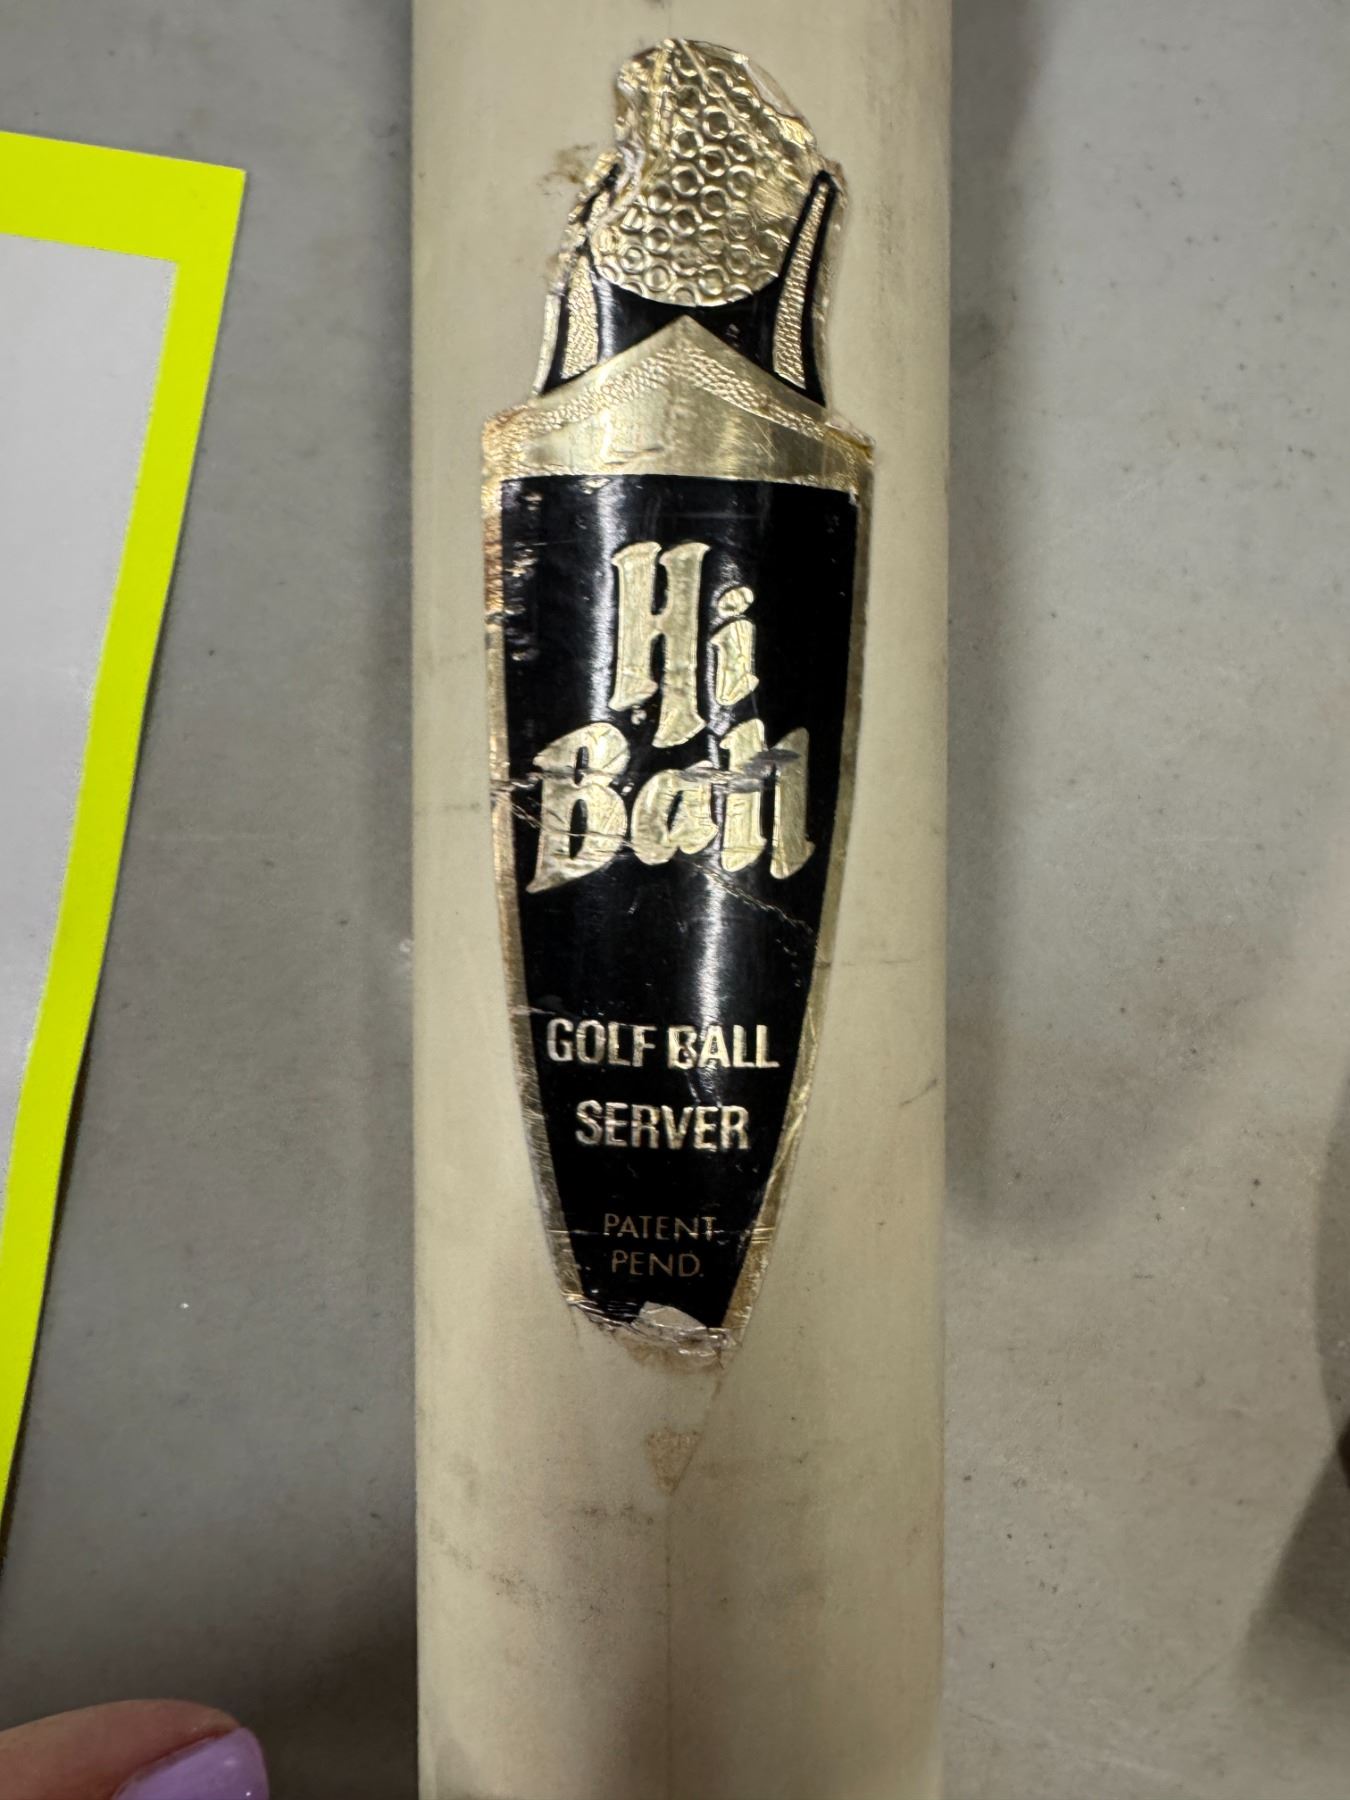 Hi
Ball
GOLF BALL
SERVER
PATENT
PEND.